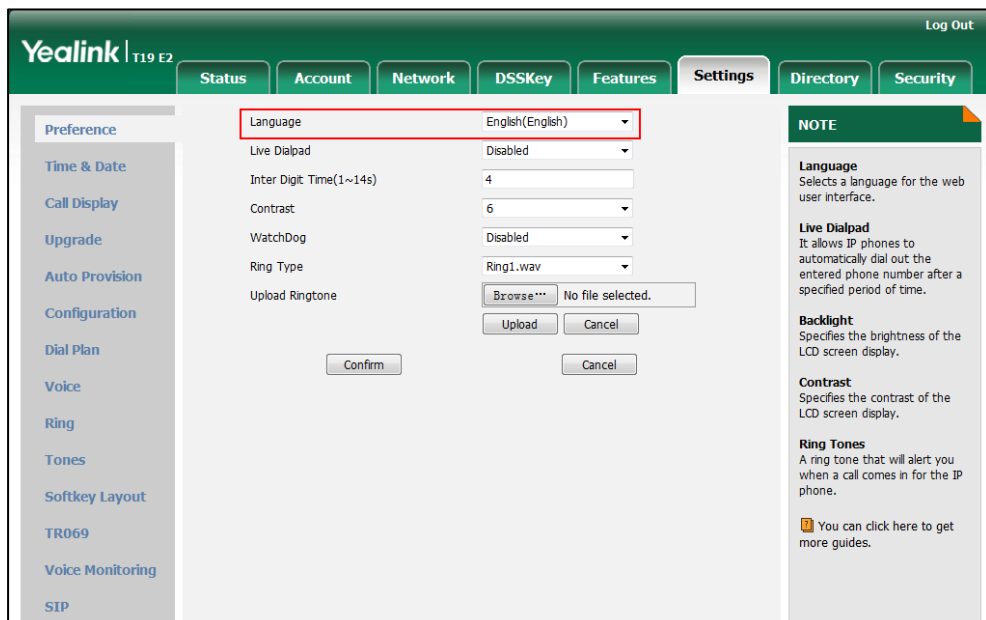 Log Out
Yealink T19 E2
Status Account Network DSSKey Features Settings Directory Security
Preference
Time & Date
Call Display
Upgrade
Auto Provision
Configuration
Dial Plan
Voice
Ring
Tones
Softkey Layout
TR069
Voice Monitoring
SIP
Language English(English)
Live Dialpad Disabled
Inter Digit Time(1~14s) 4
Contrast 6
WatchDog Disabled
Ring Type Ring1.wav
Upload Ringtone Browse··· No file selected.
Upload Cancel
Confirm Cancel
NOTE
Language
Selects a language for the web
user interface.
Live Dialpad
It allows IP phones to
automatically dial out the
entered phone number after a
specified period of time.
Backlight
Specifies the brightness of the
LCD screen display.
Contrast
Specifies the contrast of the
LCD screen display.
Ring Tones
A ring tone that will alert you
when a call comes in for the IP
phone.
? You can click here to get
more guides.